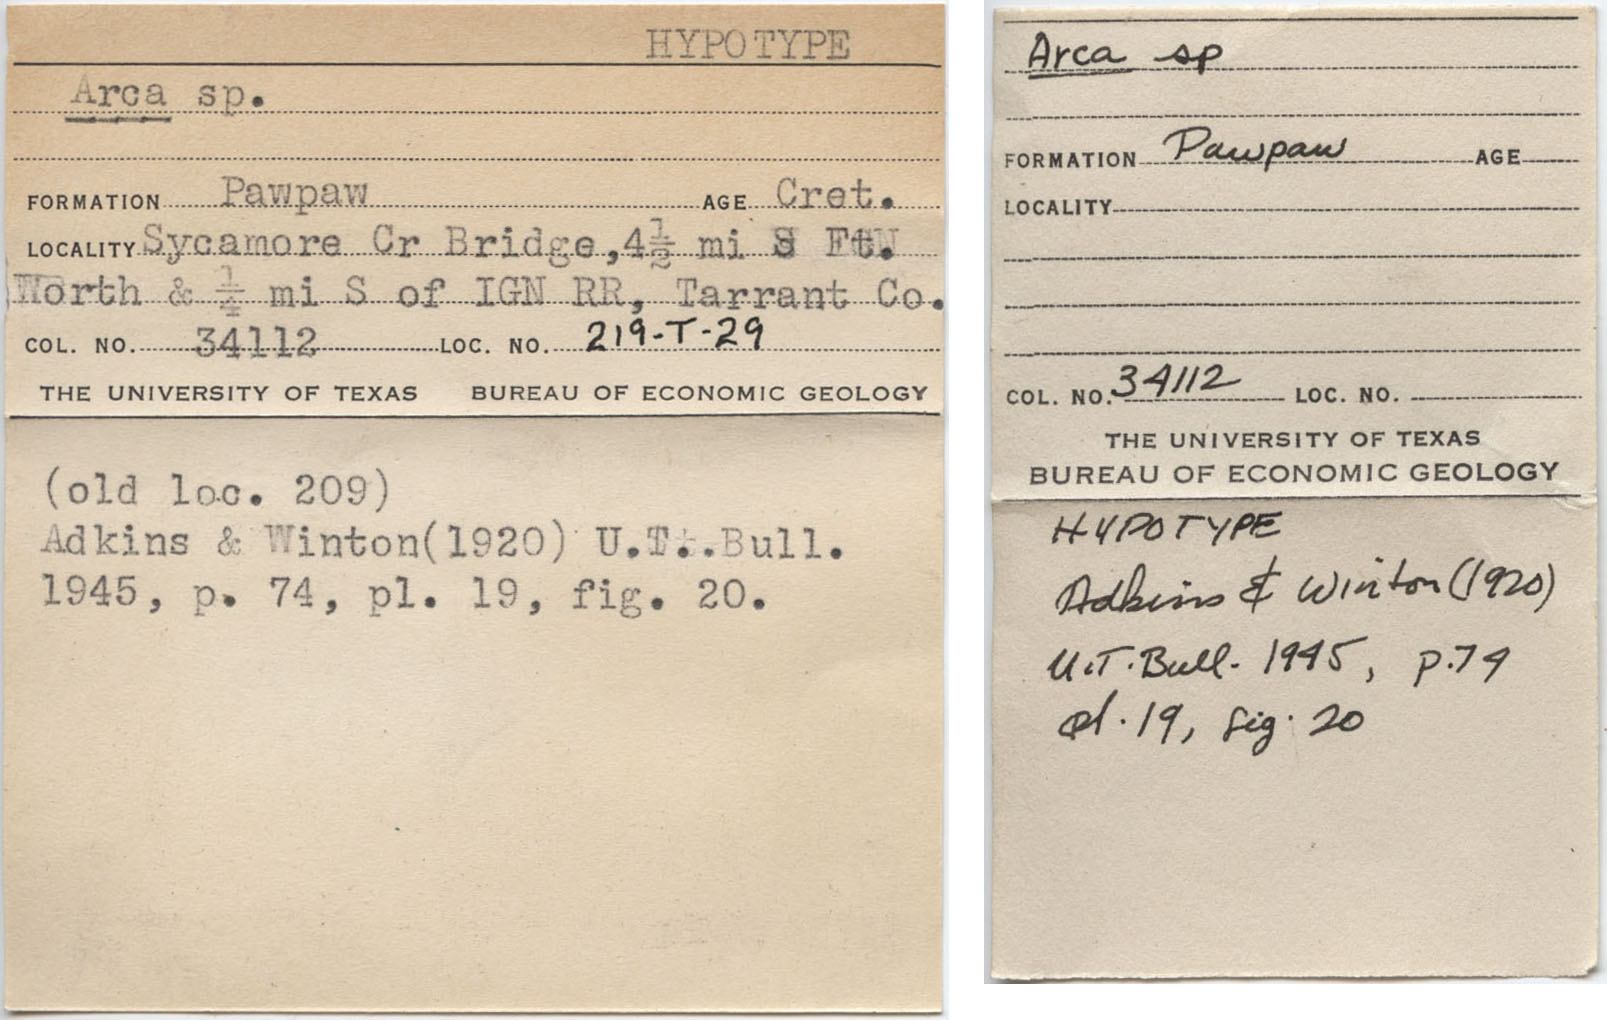 HYPOTYPE
Arca sp.
FORMATION Pawpaw AGE Cret.
LOCALITY Sycamore Cr Bridge, 4½ mi S Ft.
Worth & ¼ mi S of IGN RR, Tarrant Co.
COL. NO. 34112 LOC. NO. 219-T-29
THE UNIVERSITY OF TEXAS BUREAU OF ECONOMIC GEOLOGY
(old loc. 209)
Adkins & Winton(1920) U.T. Bull.
1945, p. 74, pl. 19, fig. 20.
Arca sp
FORMATION Pawpaw AGE
LOCALITY
COL. NO. 34112 LOC. NO.
THE UNIVERSITY OF TEXAS
BUREAU OF ECONOMIC GEOLOGY
HYPOTYPE
Adkins & Winton (1920)
U.T. Bull. 1945, p. 74
pl. 19, fig. 20